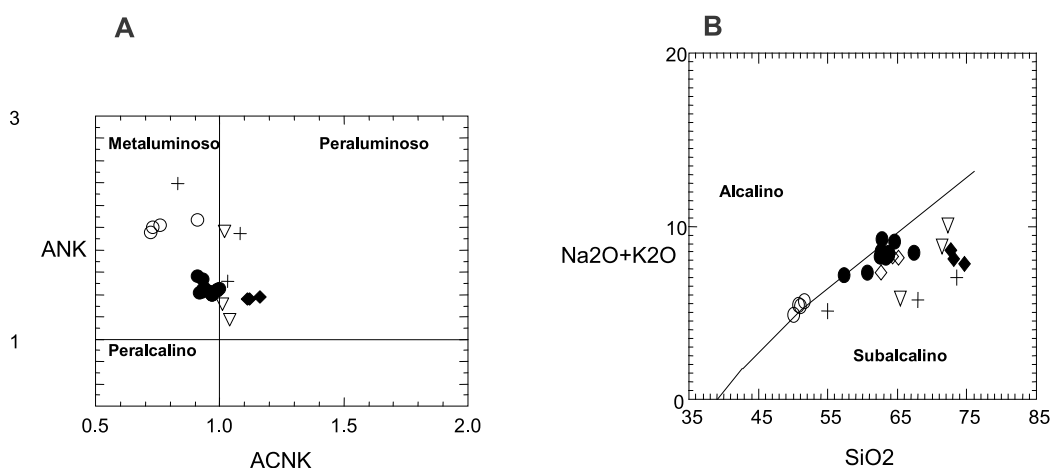 A
3
Metaluminoso
Peraluminoso
ANK
1
Peralcalino
0.5
1.0
1.5
2.0
ACNK
B
20
Alcalino
Na2O+K2O
10
Subalcalino
0
35
45
55
65
75
85
SiO2